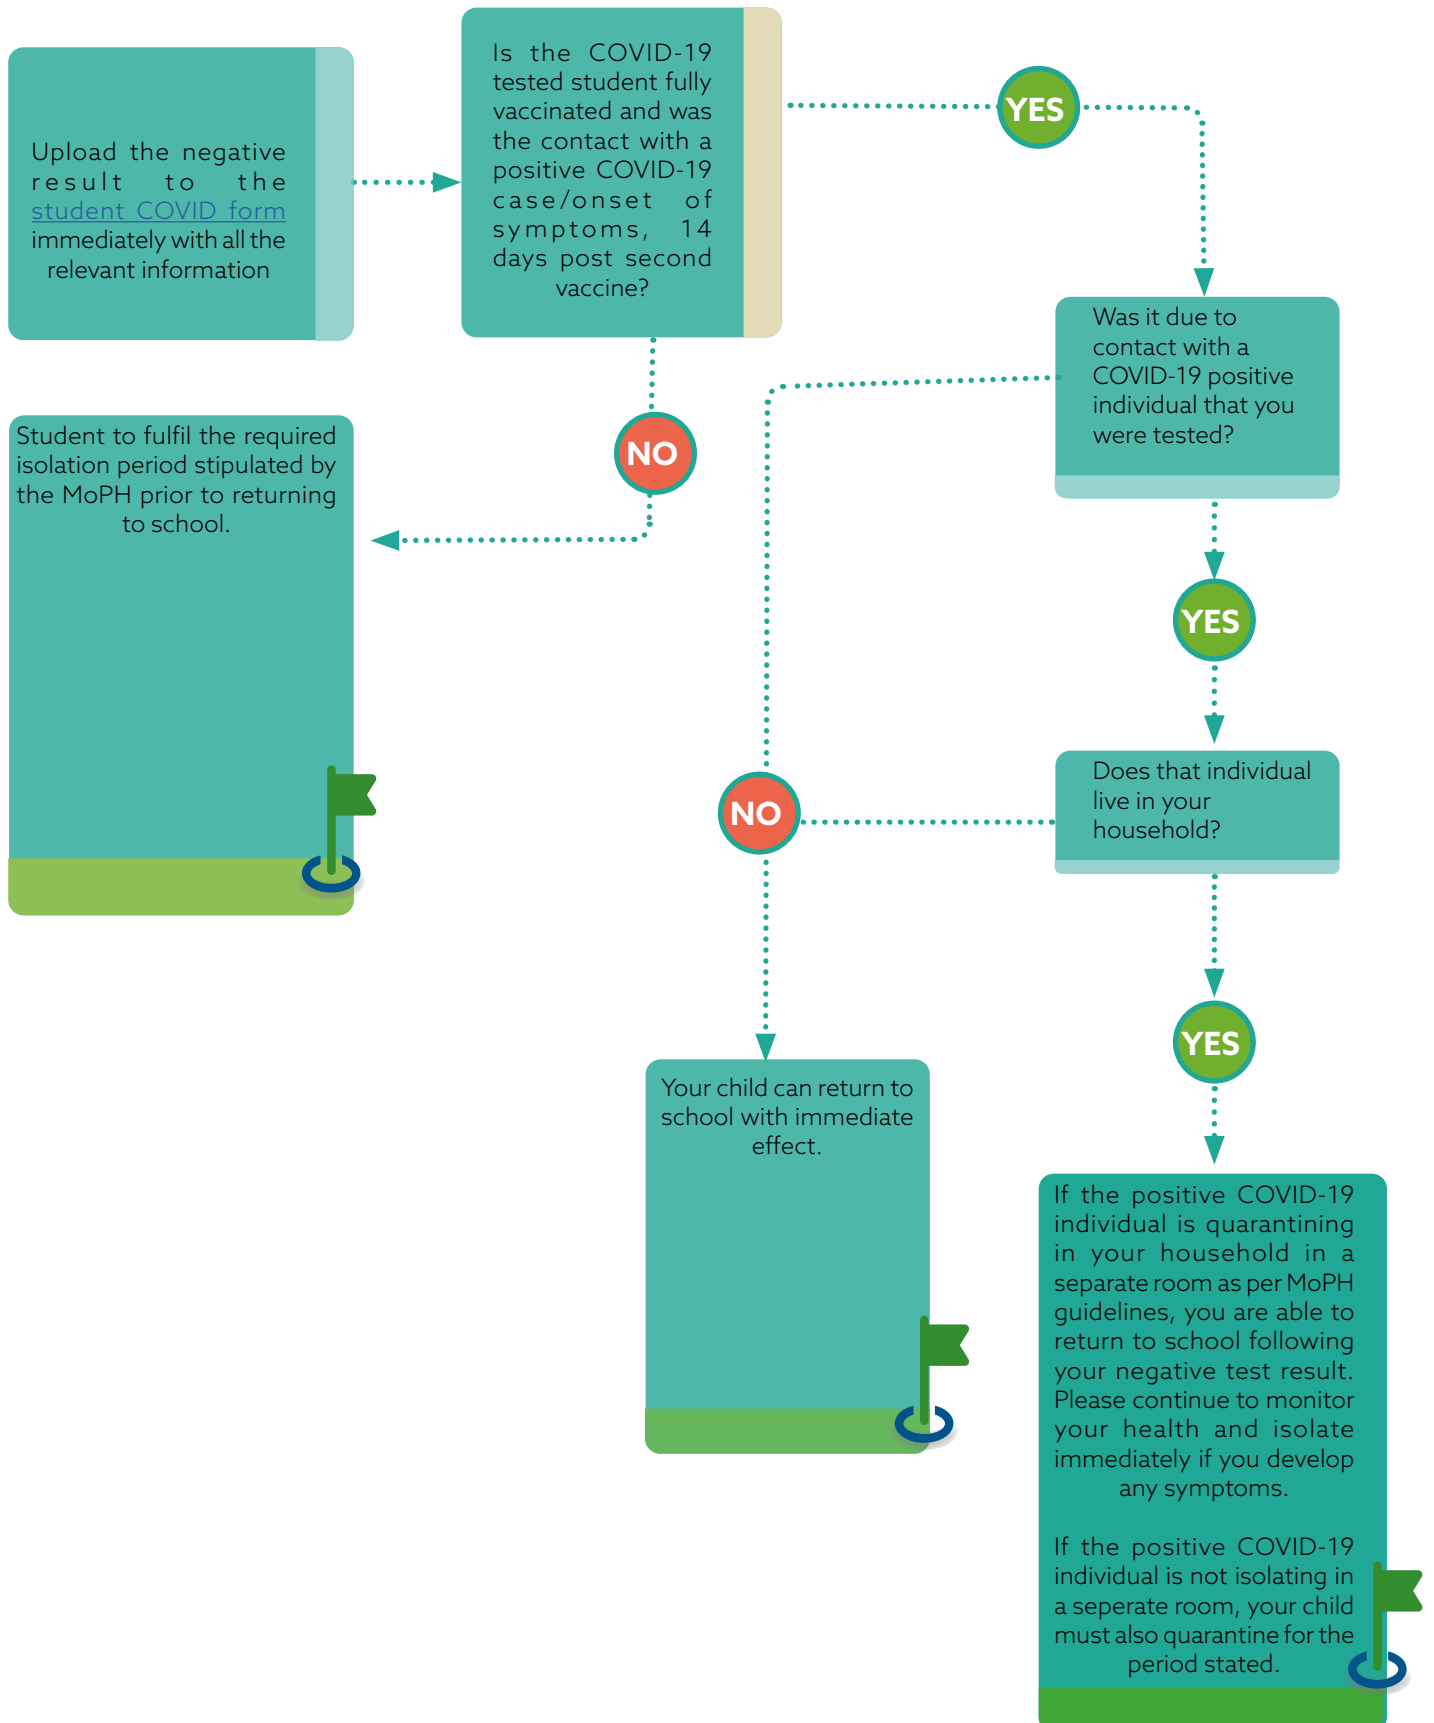 Upload the negative
result to the
student COVID form
immediately with all the
relevant information
Is the COVID-19
tested student fully
vaccinated and was
the contact with a
positive COVID-19
case/onset of
symptoms, 14
days post second
vaccine?
YES
Was it due to
contact with a
COVID-19 positive
individual that you
were tested?
NO
Student to fulfil the required
isolation period stipulated by
the MoPH prior to returning
to school.
YES
Does that individual
live in your
household?
NO
YES
Your child can return to
school with immediate
effect.
If the positive COVID-19
individual is quarantining
in your household in a
separate room as per MoPH
guidelines, you are able to
return to school following
your negative test result.
Please continue to monitor
your health and isolate
immediately if you develop
any symptoms.
If the positive COVID-19
individual is not isolating in
a seperate room, your child
must also quarantine for the
period stated.